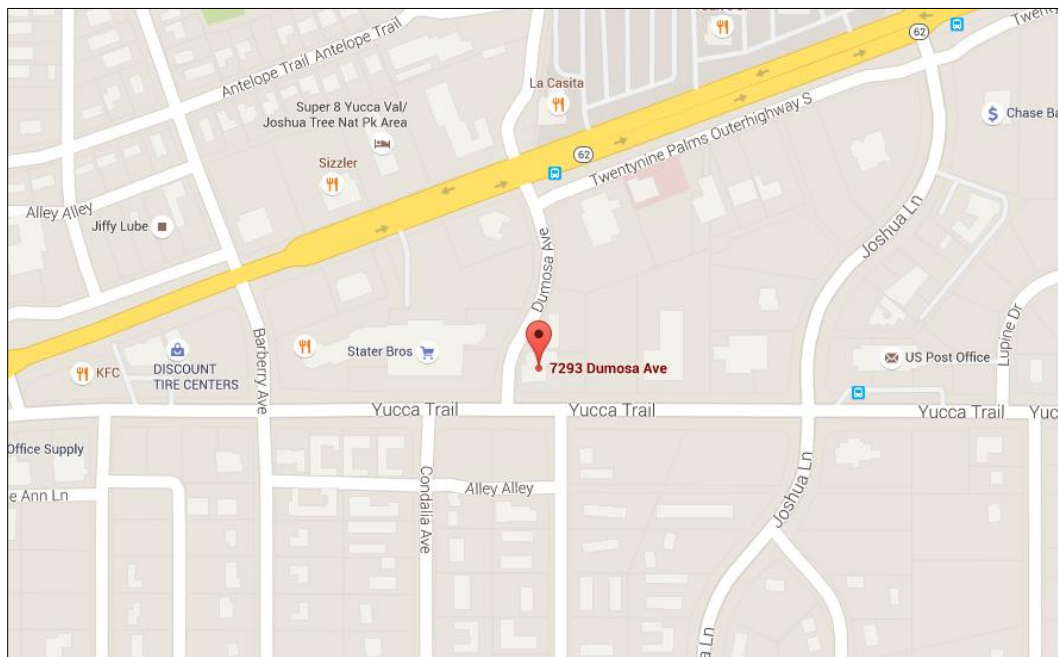 Antelope Trail Antelope Trail
62
La Casita
Chase Ba
Super 8 Yucca Val/
Joshua Tree Nat Pk Area
62
Sizzler
Twentynine Palms Outerhighway S
Alley Alley
Jiffy Lube
Joshua Ln
Dumosa Ave
Barberry Ave
Lupine Dr
Stater Bros
US Post Office
DISCOUNT
TIRE CENTERS
KFC
7293 Dumosa Ave
Yucca Trail
Yucca Trail
Yucca Trail
Yuc
Office Supply
Condalia Ave
Alley Alley
Joshua Ln
e Ann Ln
a Ln